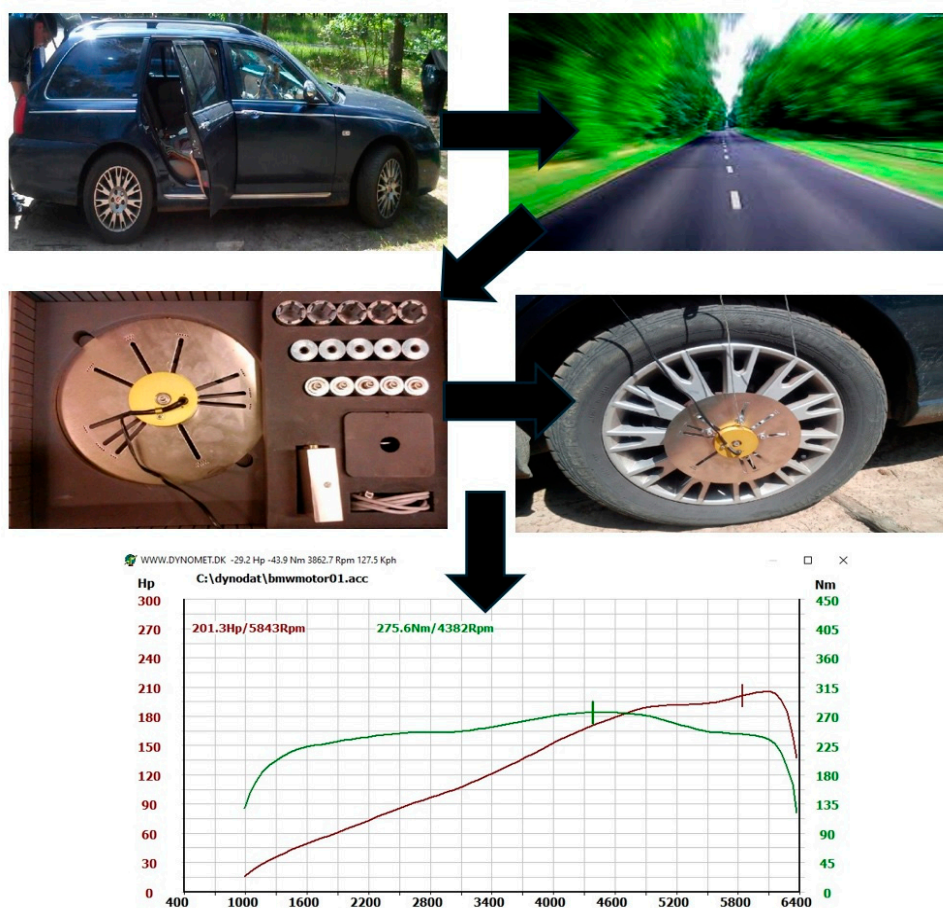 WWW.DYNOMET.DK -29.2 Hp -43.9 Nm 3862.7 Rpm 127.5 Kph
Hp C:\dynodat\bmwmotor01.acc Nm
300 450
201.3Hp/5843Rpm 275.6Nm/4382Rpm
270 405
240 360
210 315
180 270
150 225
120 180
90 135
60 90
30 45
0 0
400 1000 1600 2200 2800 3400 4000 4600 5200 5800 6400